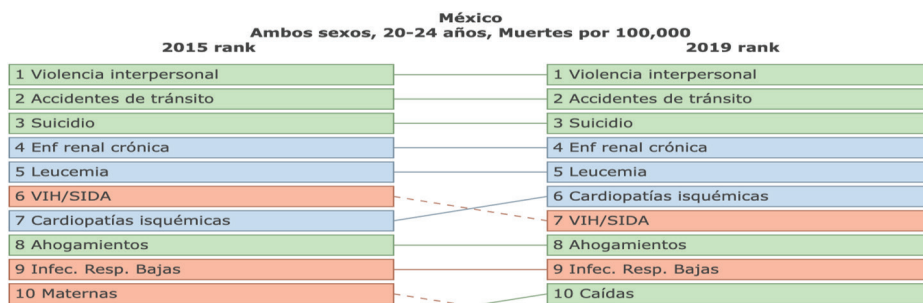 México
Ambos sexos, 20-24 años, Muertes por 100,000
2015 rank
2019 rank
1 Violencia interpersonal
1 Violencia interpersonal
2 Accidentes de tránsito
2 Accidentes de tránsito
3 Suicidio
3 Suicidio
4 Enf renal crónica
4 Enf renal crónica
5 Leucemia
5 Leucemia
6 VIH/SIDA
6 Cardiopatías isquémicas
7 Cardiopatías isquémicas
7 VIH/SIDA
8 Ahogamientos
8 Ahogamientos
9 Infec. Resp. Bajas
9 Infec. Resp. Bajas
10 Maternas
10 Caídas